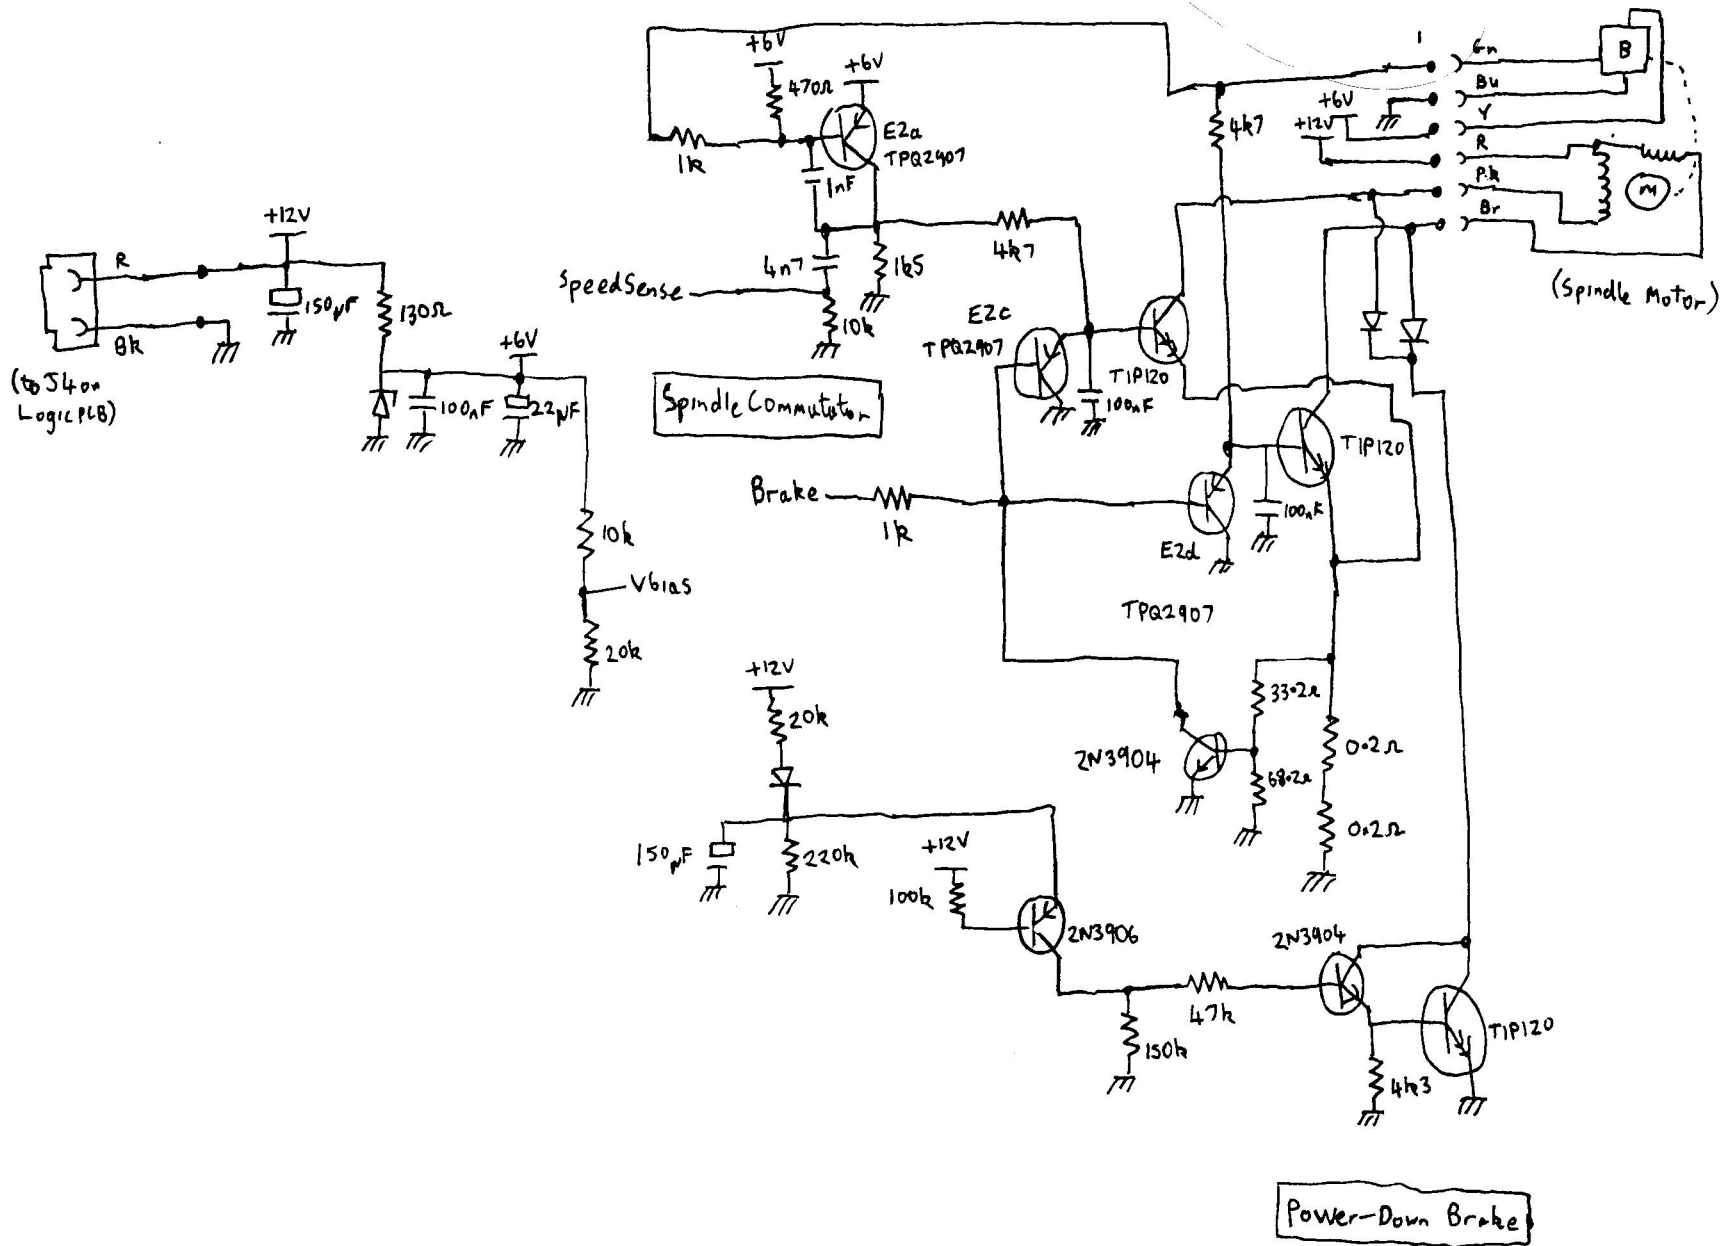 +6V
+6V
470Ω
E2a
TPQ2907
1k
1nF
4k7
1
Gn
B
Bu
+6V
Y
+12V
R
Pk
M
Br
(Spindle Motor)
+12V
R
150µF
130Ω
Bk
(to J4 on
Logic PCB)
+6V
100nF
22µF
10k
Vbias
20k
4n7
1k5
4k7
SpeedSense
10k
E2c
TPQ2907
TIP120
100nF
Spindle Commutator
TIP120
Brake
1k
100nF
E2d
TPQ2907
33.2Ω
2N3904
0.2Ω
68.2Ω
0.2Ω
+12V
20k
150µF
220k
+12V
100k
2N3906
2N3904
47k
150k
TIP120
4k3
Power-Down Brake